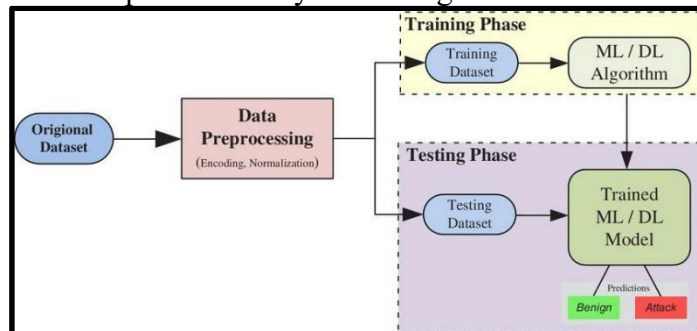 Training Phase
Training
Dataset
ML / DL
Algorithm
Origional
Dataset
Data
Preprocessing
(Encoding, Normalization)
Testing Phase
Testing
Dataset
Trained
ML / DL
Model
Predictions
Benign
Attack